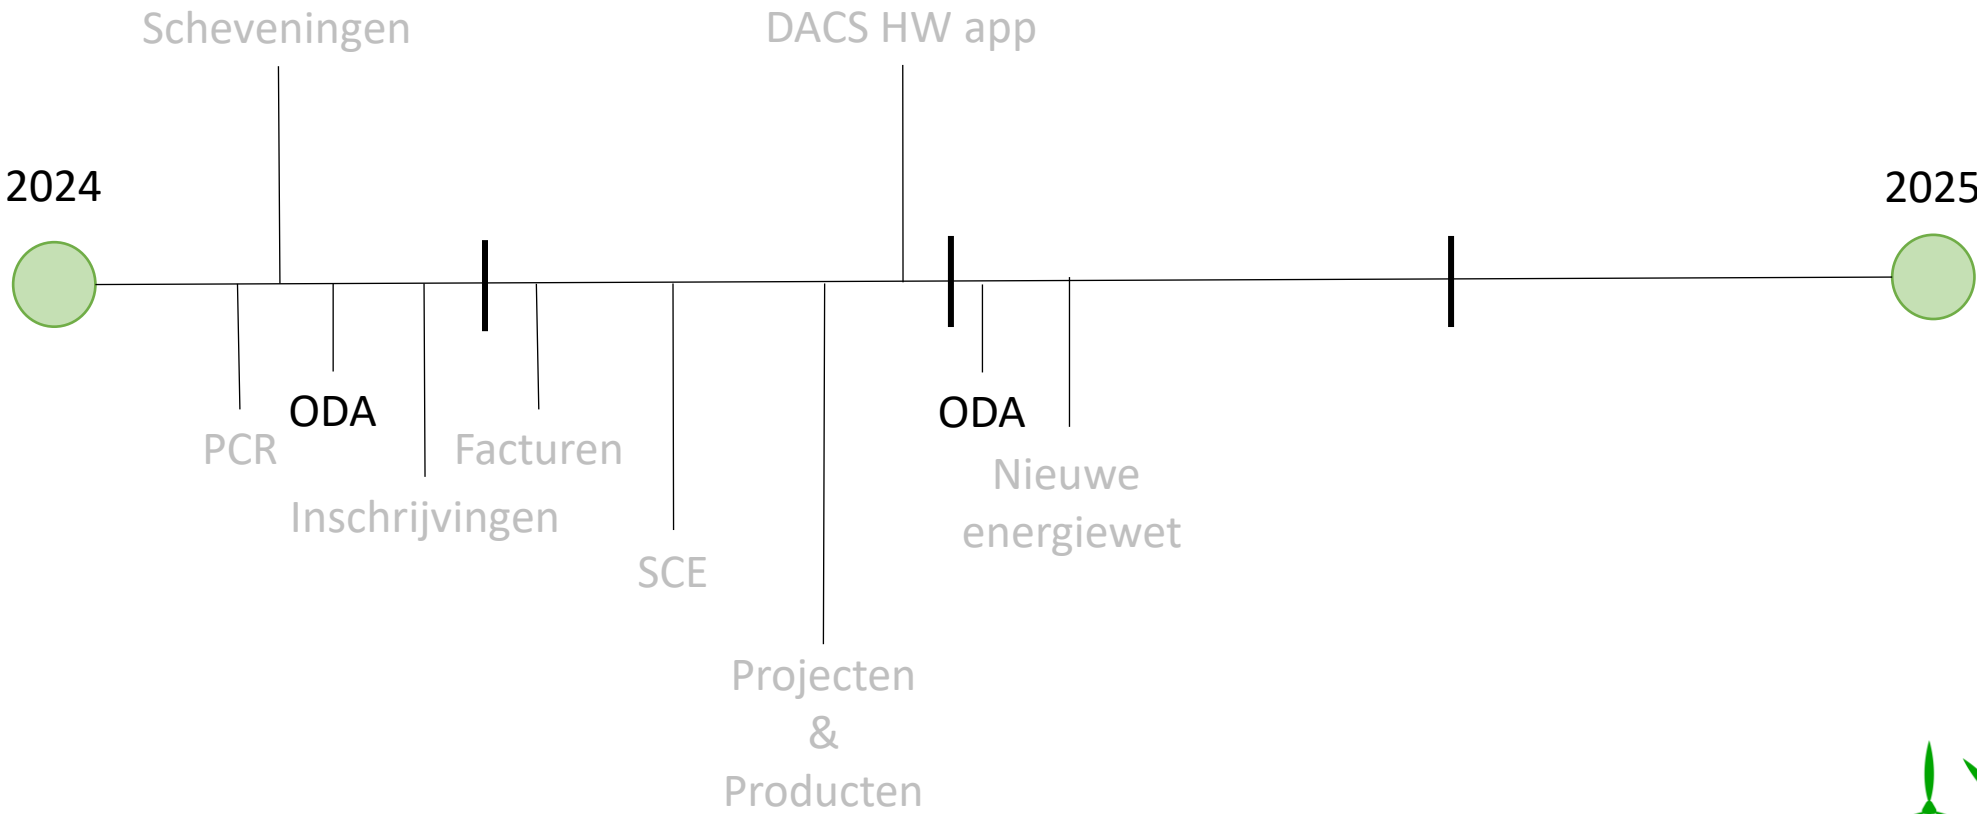 Scheveningen
DACS HW app
2024
2025
ODA
ODA
PCR
Facturen
Nieuwe
energiewet
Inschrijvingen
SCE
Projecten
&
Producten